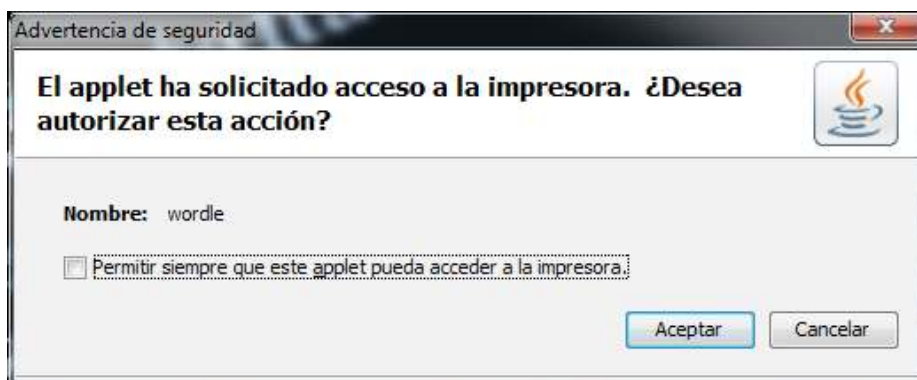 Advertencia de seguridad
El applet ha solicitado acceso a la impresora. ¿Desea
autorizar esta acción?
Nombre: wordle
Permitir siempre que este applet pueda acceder a la impresora.
Aceptar Cancelar